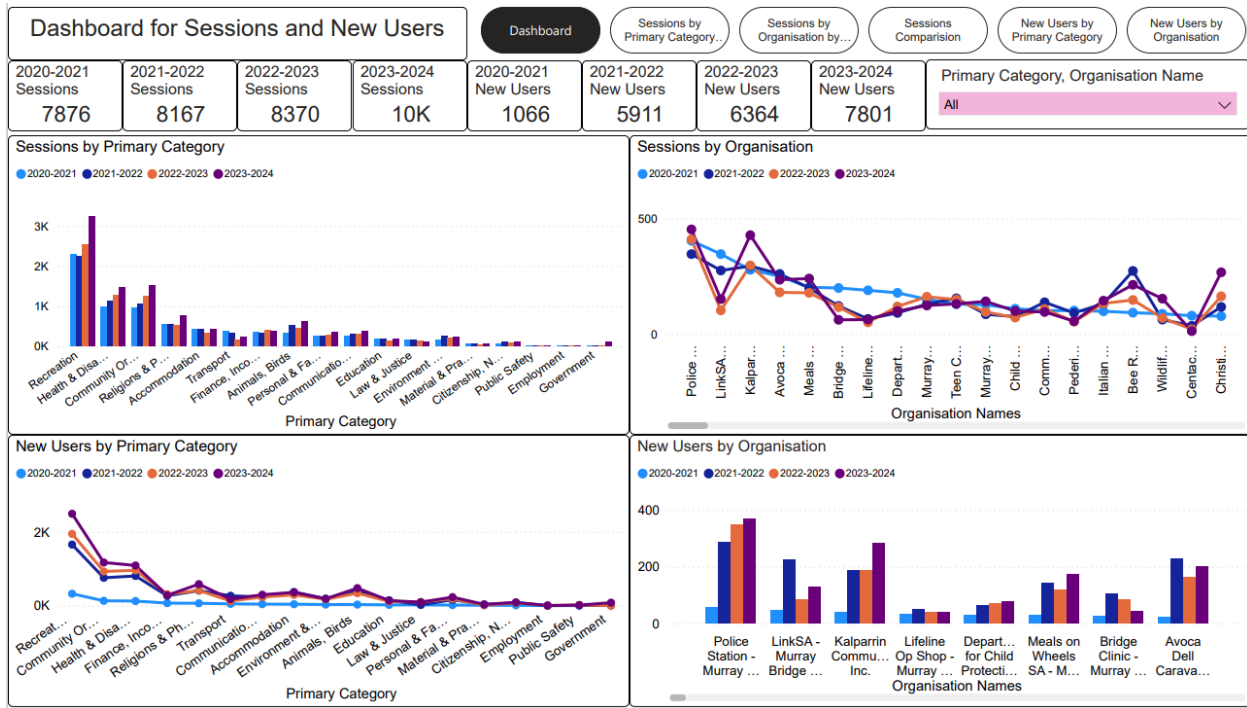 Dashboard for Sessions and New Users
Dashboard
Sessions by
Primary Category..
Sessions by
Organisation by…
Sessions
Comparision
New Users by
Primary Category
New Users by
Organisation
2020-2021
Sessions
7876
2021-2022
Sessions
8167
2022-2023
Sessions
8370
2023-2024
Sessions
10K
2020-2021
New Users
1066
2021-2022
New Users
5911
2022-2023
New Users
6364
2023-2024
New Users
7801
Primary Category, Organisation Name
All
Sessions by Primary Category
2020-2021 2021-2022 2022-2023 2023-2024
3K
2K
1K
0K
Recreation
Health & Disa…
Community Or…
Religions & P…
Accommodation
Transport
Finance, Inco…
Animals, Birds
Personal & Fa…
Communicatio…
Education
Law & Justice
Environment …
Material & Pra…
Citizenship, N…
Public Safety
Employment
Government
Primary Category
Sessions by Organisation
2020-2021 2021-2022 2022-2023 2023-2024
500
0
Police …
LinkSA…
Kalpar…
Avoca …
Meals …
Bridge …
Lifeline…
Depart…
Murray…
Teen C…
Murray…
Child …
Comm…
Pederi…
Italian …
Bee R…
Wildlif…
Centac…
Christi…
Organisation Names
New Users by Primary Category
2020-2021 2021-2022 2022-2023 2023-2024
2K
0K
Recreat…
Community Or…
Health & Disa…
Finance, Inco…
Religions & Ph…
Transport
Communicatio…
Accommodation
Environment &…
Animals, Birds
Education
Law & Justice
Personal & Fa…
Material & Pra…
Citizenship, N…
Employment
Public Safety
Government
Primary Category
New Users by Organisation
2020-2021 2021-2022 2022-2023 2023-2024
400
200
0
Police
Station -
Murray …
LinkSA -
Murray
Bridge …
Kalparrin
Commu…
Inc.
Lifeline
Op Shop -
Murray …
Depart…
for Child
Protecti…
Meals on
Wheels
SA - M…
Bridge
Clinic -
Murray …
Avoca
Dell
Carava…
Organisation Names